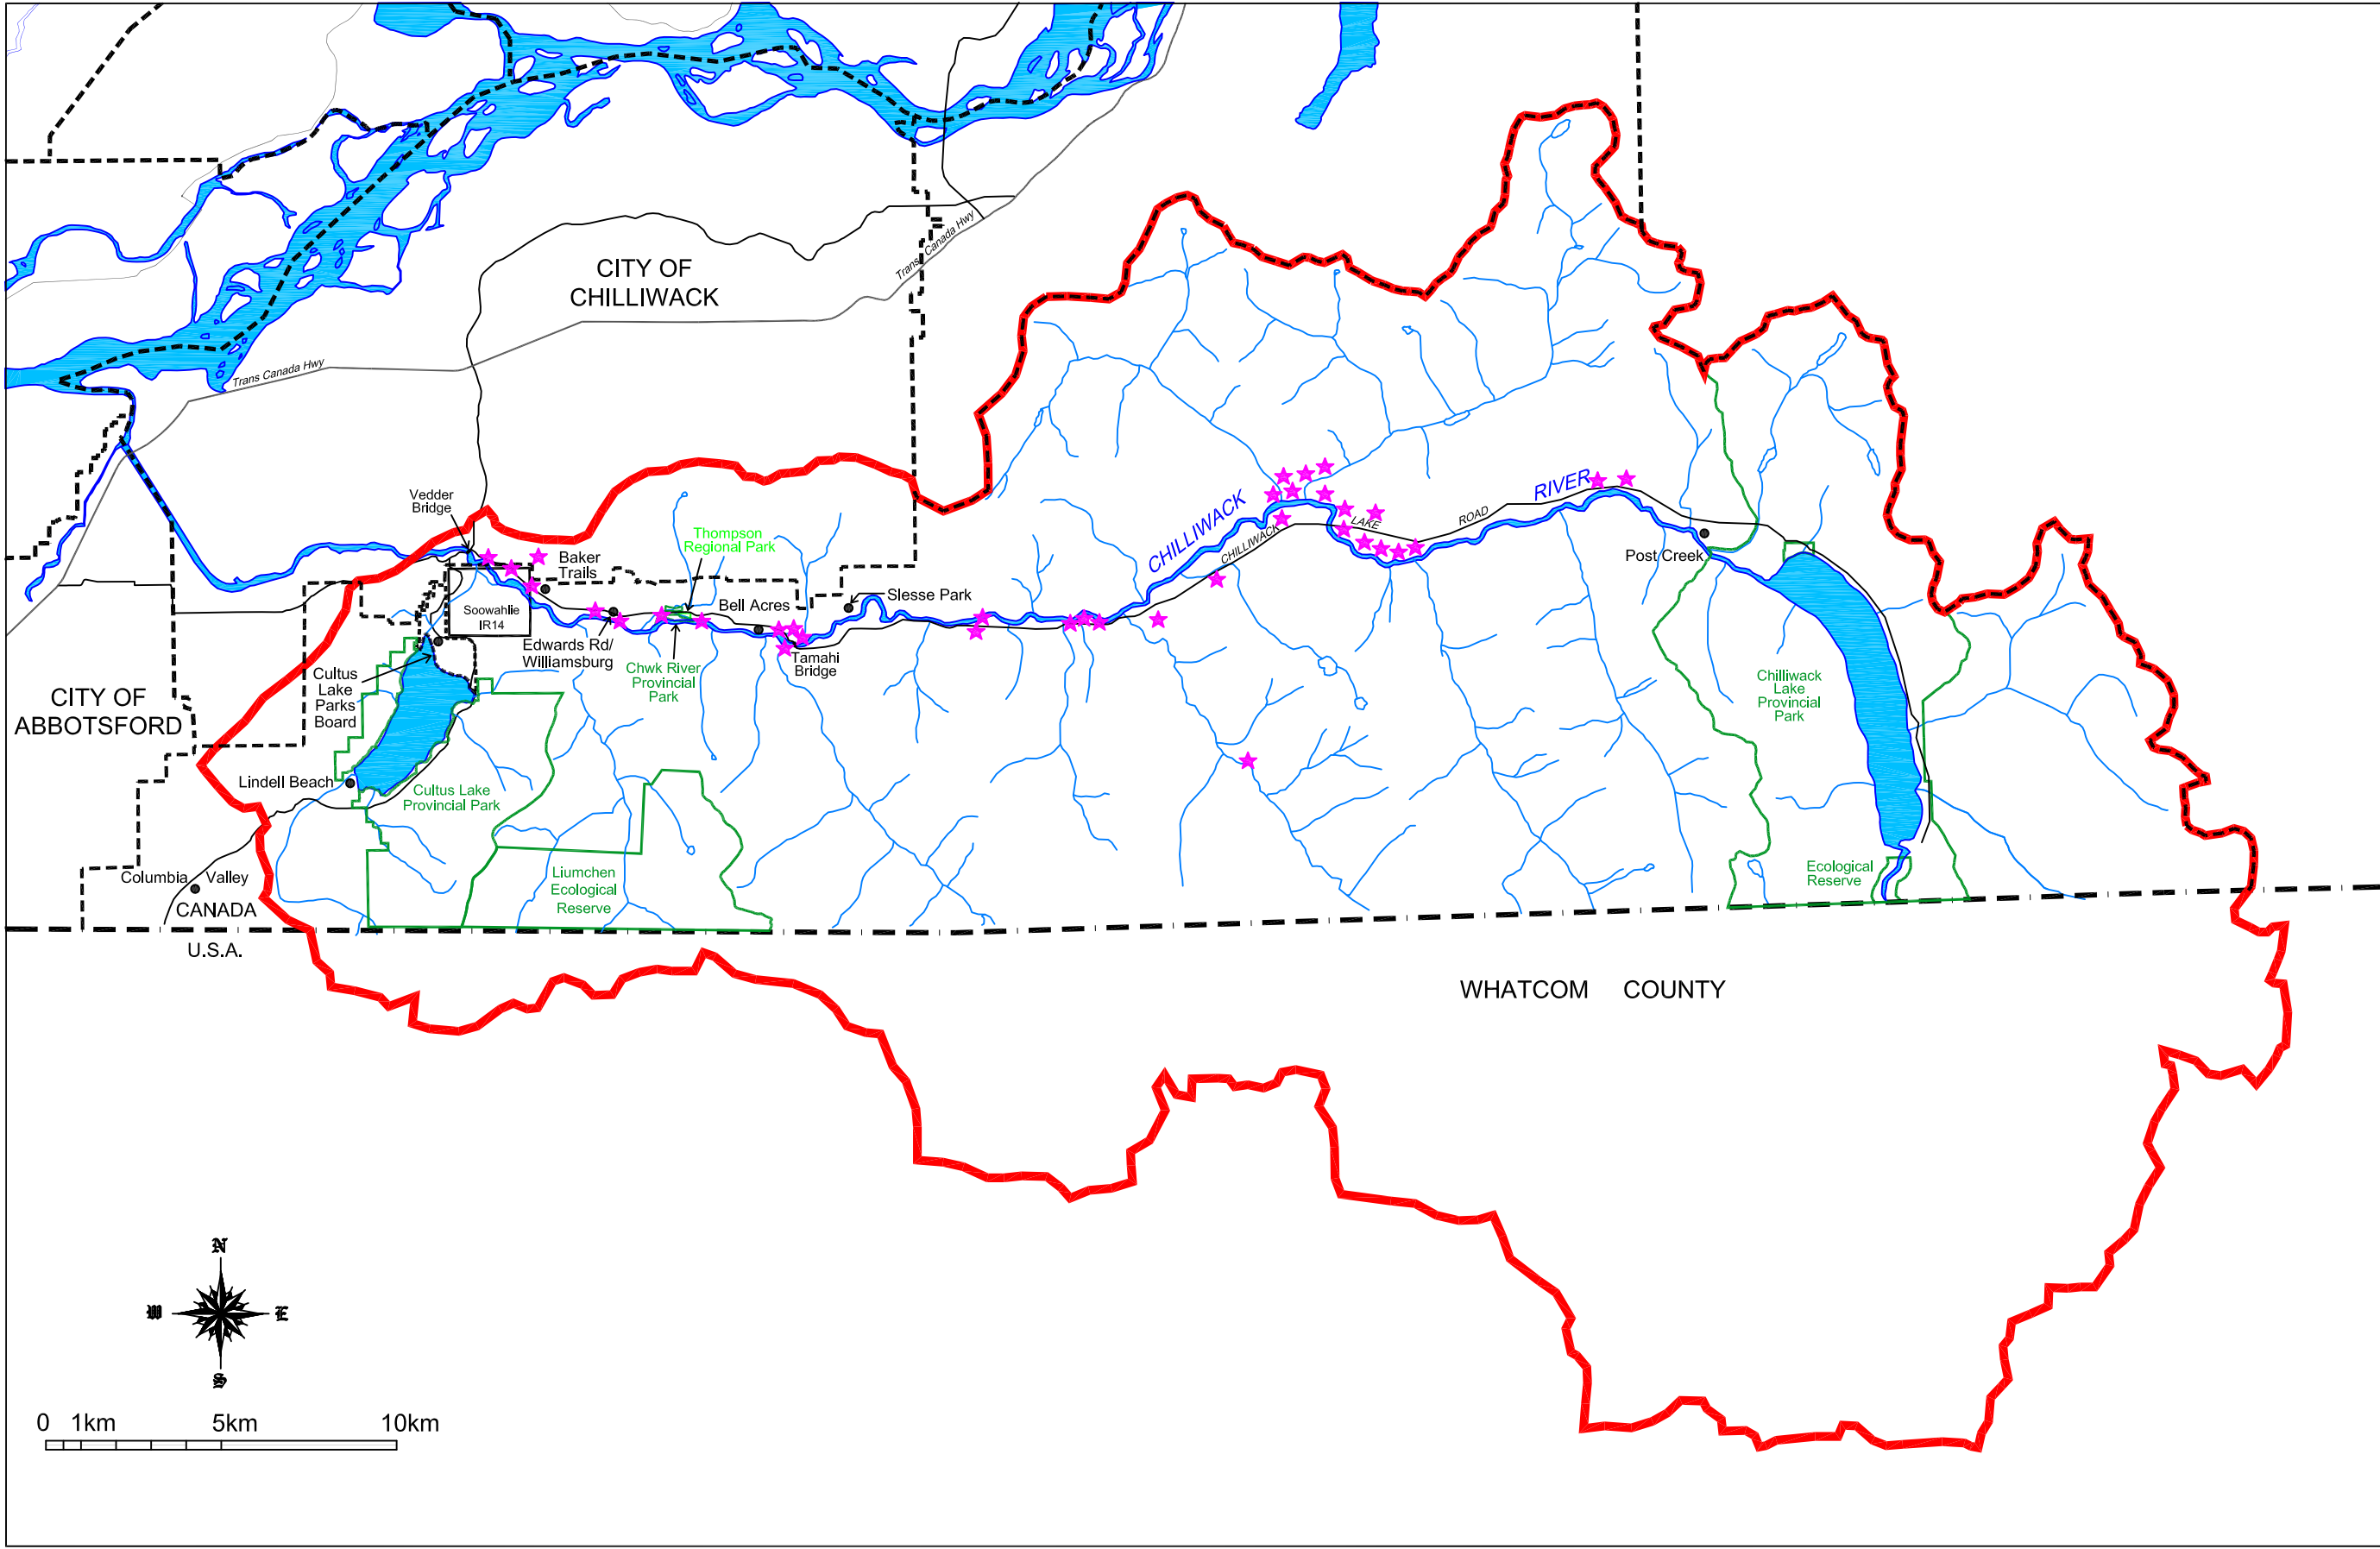 CITY OF
CHILLIWACK
Trans Canada Hwy
Trans Canada Hwy
Vedder
Bridge
Baker
Trails
Thompson
Regional Park
Soowahlie
IR14
Bell Acres
Slesse Park
Edwards Rd/
Williamsburg
Chwk River
Provincial
Park
Tamahi
Bridge
CHILLIWACK
RIVER
CHILLIWACK
LAKE
ROAD
Post Creek
Cultus
Lake
Parks
Board
CITY OF
ABBOTSFORD
Chilliwack
Lake
Provincial
Park
Lindell Beach
Cultus Lake
Provincial Park
Columbia Valley
Liumchen
Ecological
Reserve
Ecological
Reserve
CANADA
U.S.A.
WHATCOM COUNTY
N
W E
S
0 1km 5km 10km